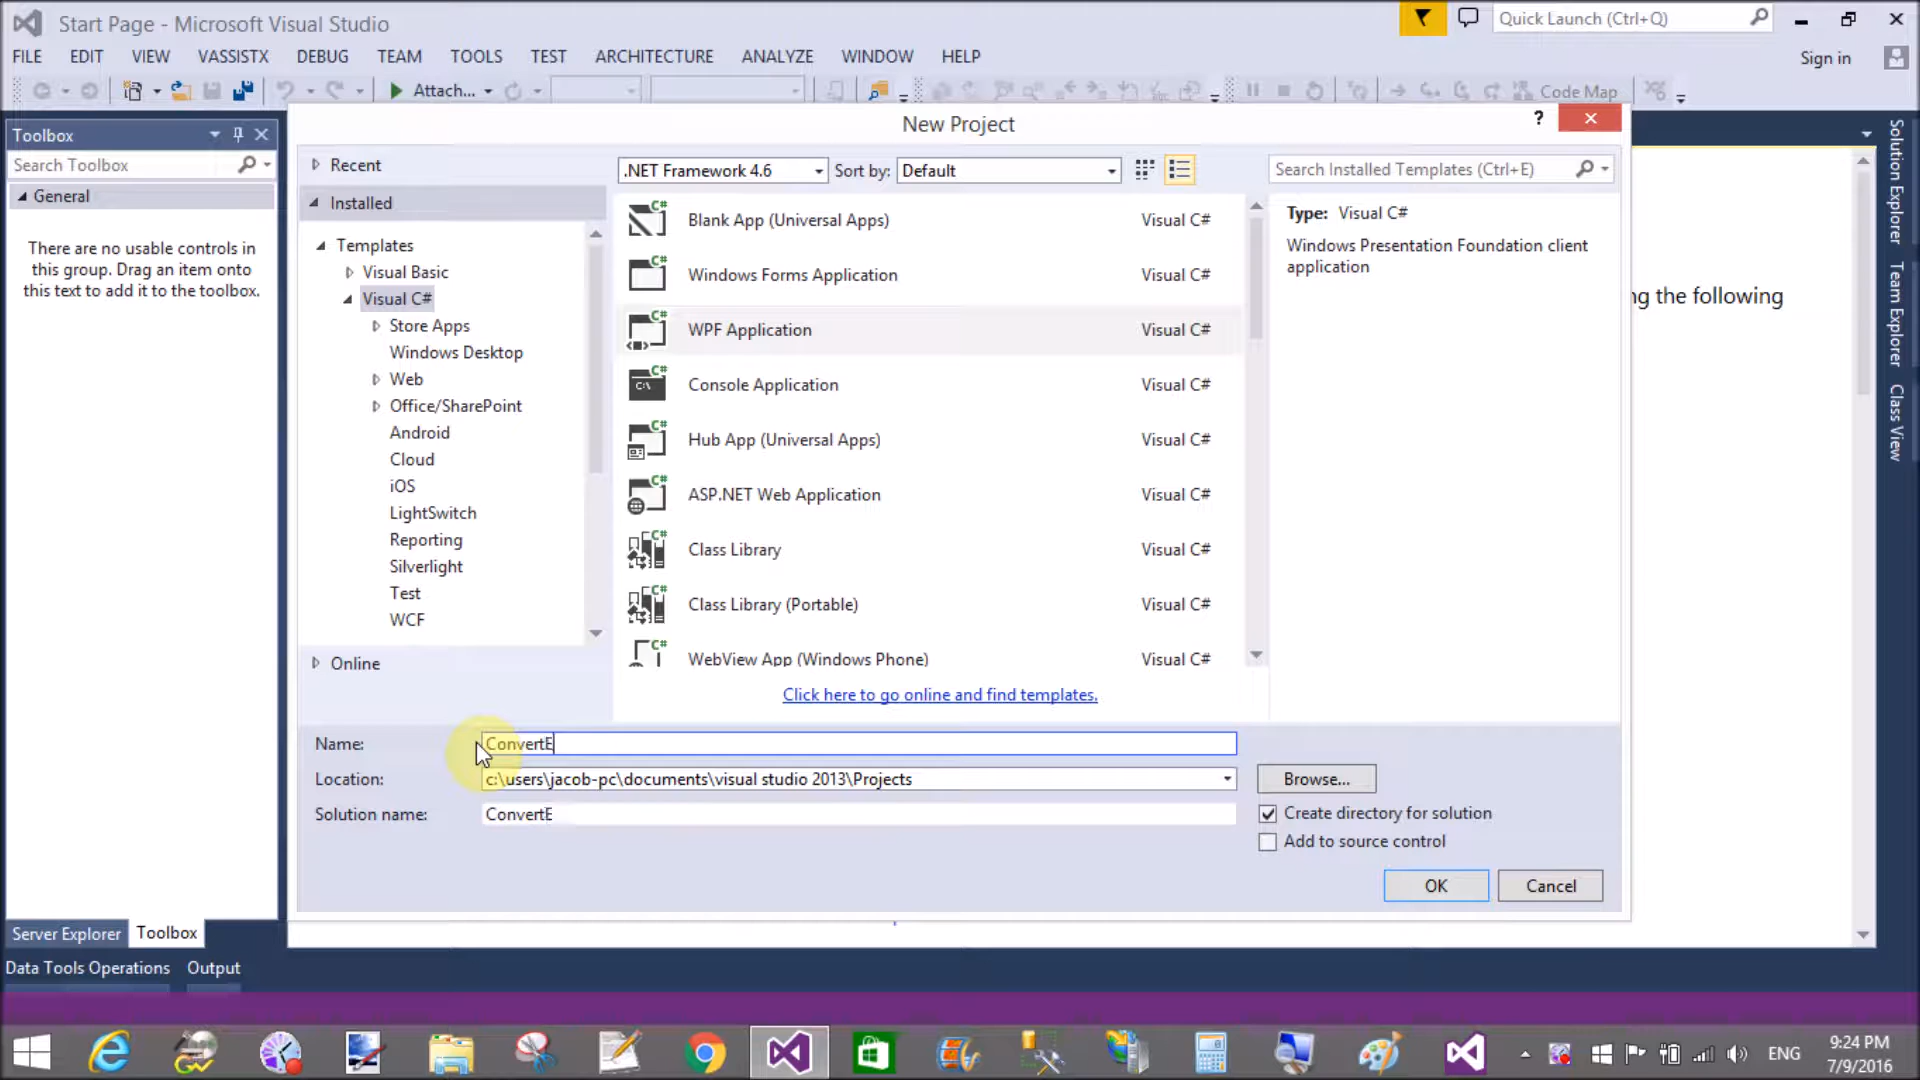 Start Page - Microsoft Visual Studio
Quick Launch (Ctrl+Q)
FILE EDIT VIEW VASSISTX DEBUG TEAM TOOLS TEST ARCHITECTURE ANALYZE WINDOW HELP
Sign in
Attach...
Code Map
Toolbox
Search Toolbox
General
There are no usable controls in
this group. Drag an item onto
this text to add it to the toolbox.
Server Explorer Toolbox
Data Tools Operations Output
New Project
?
Recent
Installed
Templates
Visual Basic
Visual C#
Store Apps
Windows Desktop
Web
Office/SharePoint
Android
Cloud
iOS
LightSwitch
Reporting
Silverlight
Test
WCF
Online
.NET Framework 4.6 Sort by: Default
Search Installed Templates (Ctrl+E)
Blank App (Universal Apps) Visual C#
Windows Forms Application Visual C#
WPF Application Visual C#
Console Application Visual C#
Hub App (Universal Apps) Visual C#
ASP.NET Web Application Visual C#
Class Library Visual C#
Class Library (Portable) Visual C#
WebView App (Windows Phone) Visual C#
Click here to go online and find templates.
Type: Visual C#
Windows Presentation Foundation client
application
Name: ConvertE
Location: c:\users\jacob-pc\documents\visual studio 2013\Projects
Browse...
Solution name: ConvertE
Create directory for solution
Add to source control
OK Cancel
ng the following
Solution Explorer
Team Explorer
Class View
ENG
9:24 PM
7/9/2016